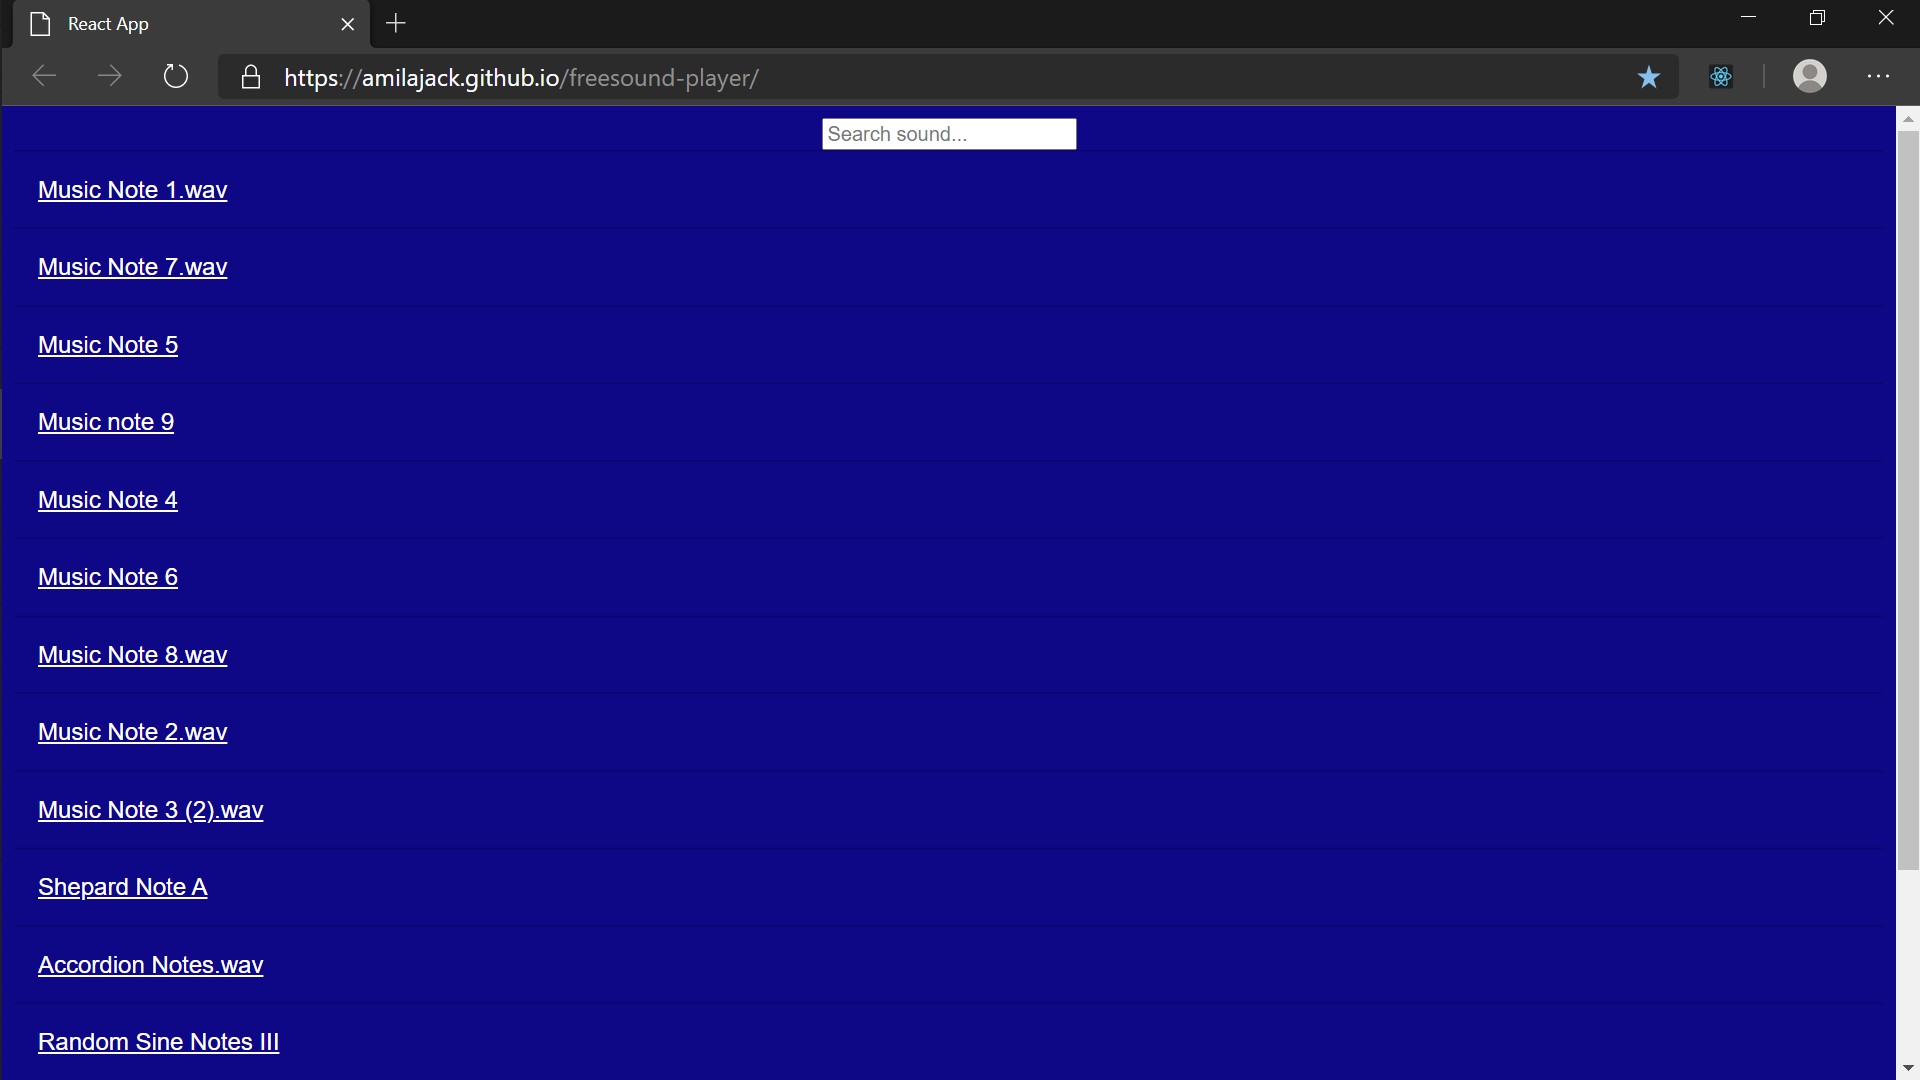 React App
https://amilajack.github.io/freesound-player/
Search sound...
Music Note 1.wav
Music Note 7.wav
Music Note 5
Music note 9
Music Note 4
Music Note 6
Music Note 8.wav
Music Note 2.wav
Music Note 3 (2).wav
Shepard Note A
Accordion Notes.wav
Random Sine Notes III